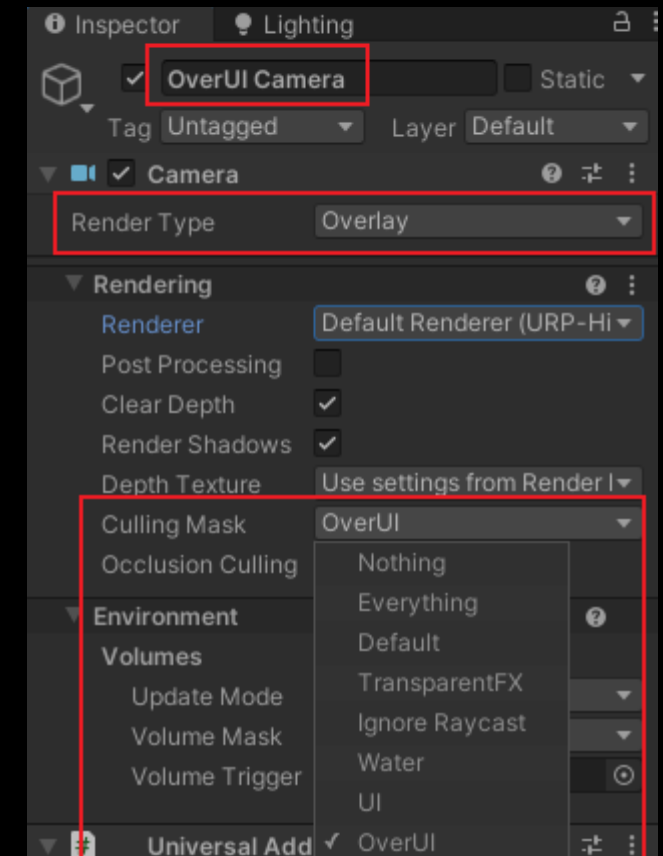 Inspector Lighting
OverUI Camera Static
Tag Untagged Layer Default
Camera
Render Type Overlay
Rendering
Renderer Default Renderer (URP-Hi
Post Processing
Clear Depth
Render Shadows
Depth Texture Use settings from Render
Culling Mask OverUI
Occlusion Culling Nothing
Everything
Environment
Default
Volumes
TransparentFX
Update Mode
Ignore Raycast
Volume Mask
Water
Volume Trigger
UI
Universal Add OverUI